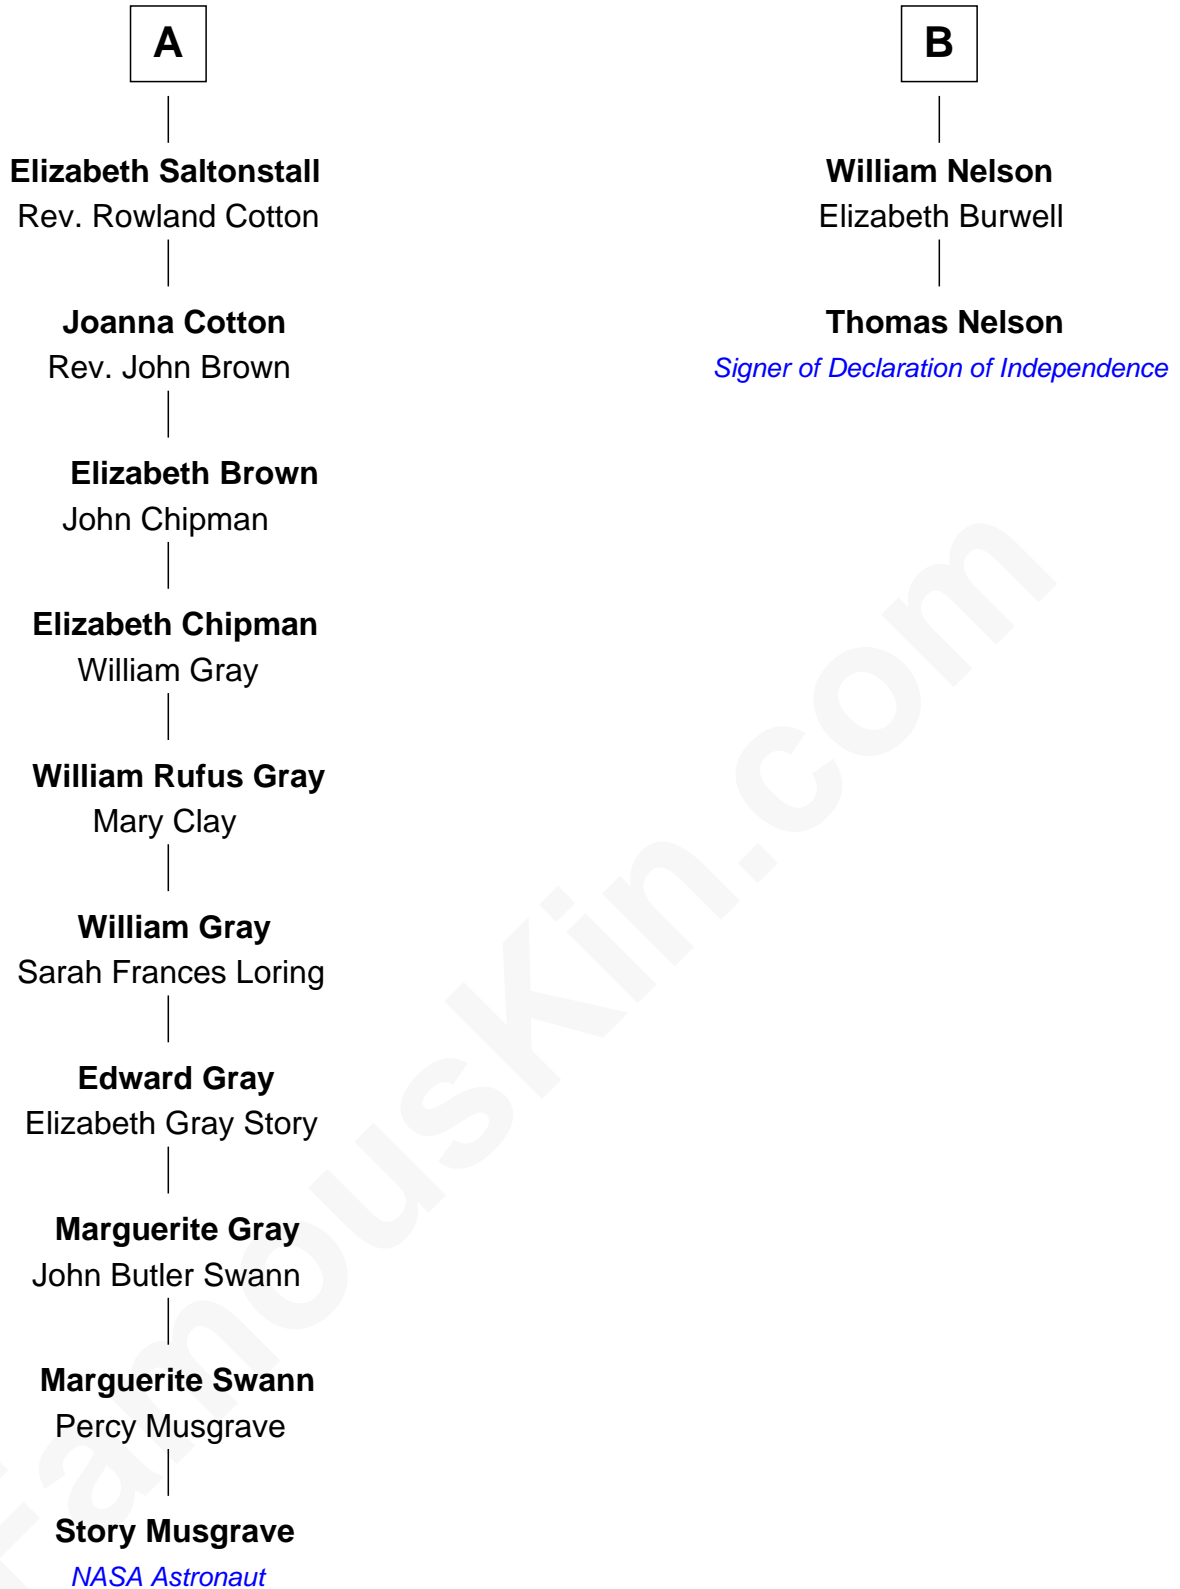 A
Elizabeth Saltonstall
Rev. Rowland Cotton
Joanna Cotton
Rev. John Brown
Elizabeth Brown
John Chipman
Elizabeth Chipman
William Gray
William Rufus Gray
Mary Clay
William Gray
Sarah Frances Loring
Edward Gray
Elizabeth Gray Story
Marguerite Gray
John Butler Swann
Marguerite Swann
Percy Musgrave
Story Musgrave
NASA Astronaut
B
William Nelson
Elizabeth Burwell
Thomas Nelson
Signer of Declaration of Independence
FamousKin.com